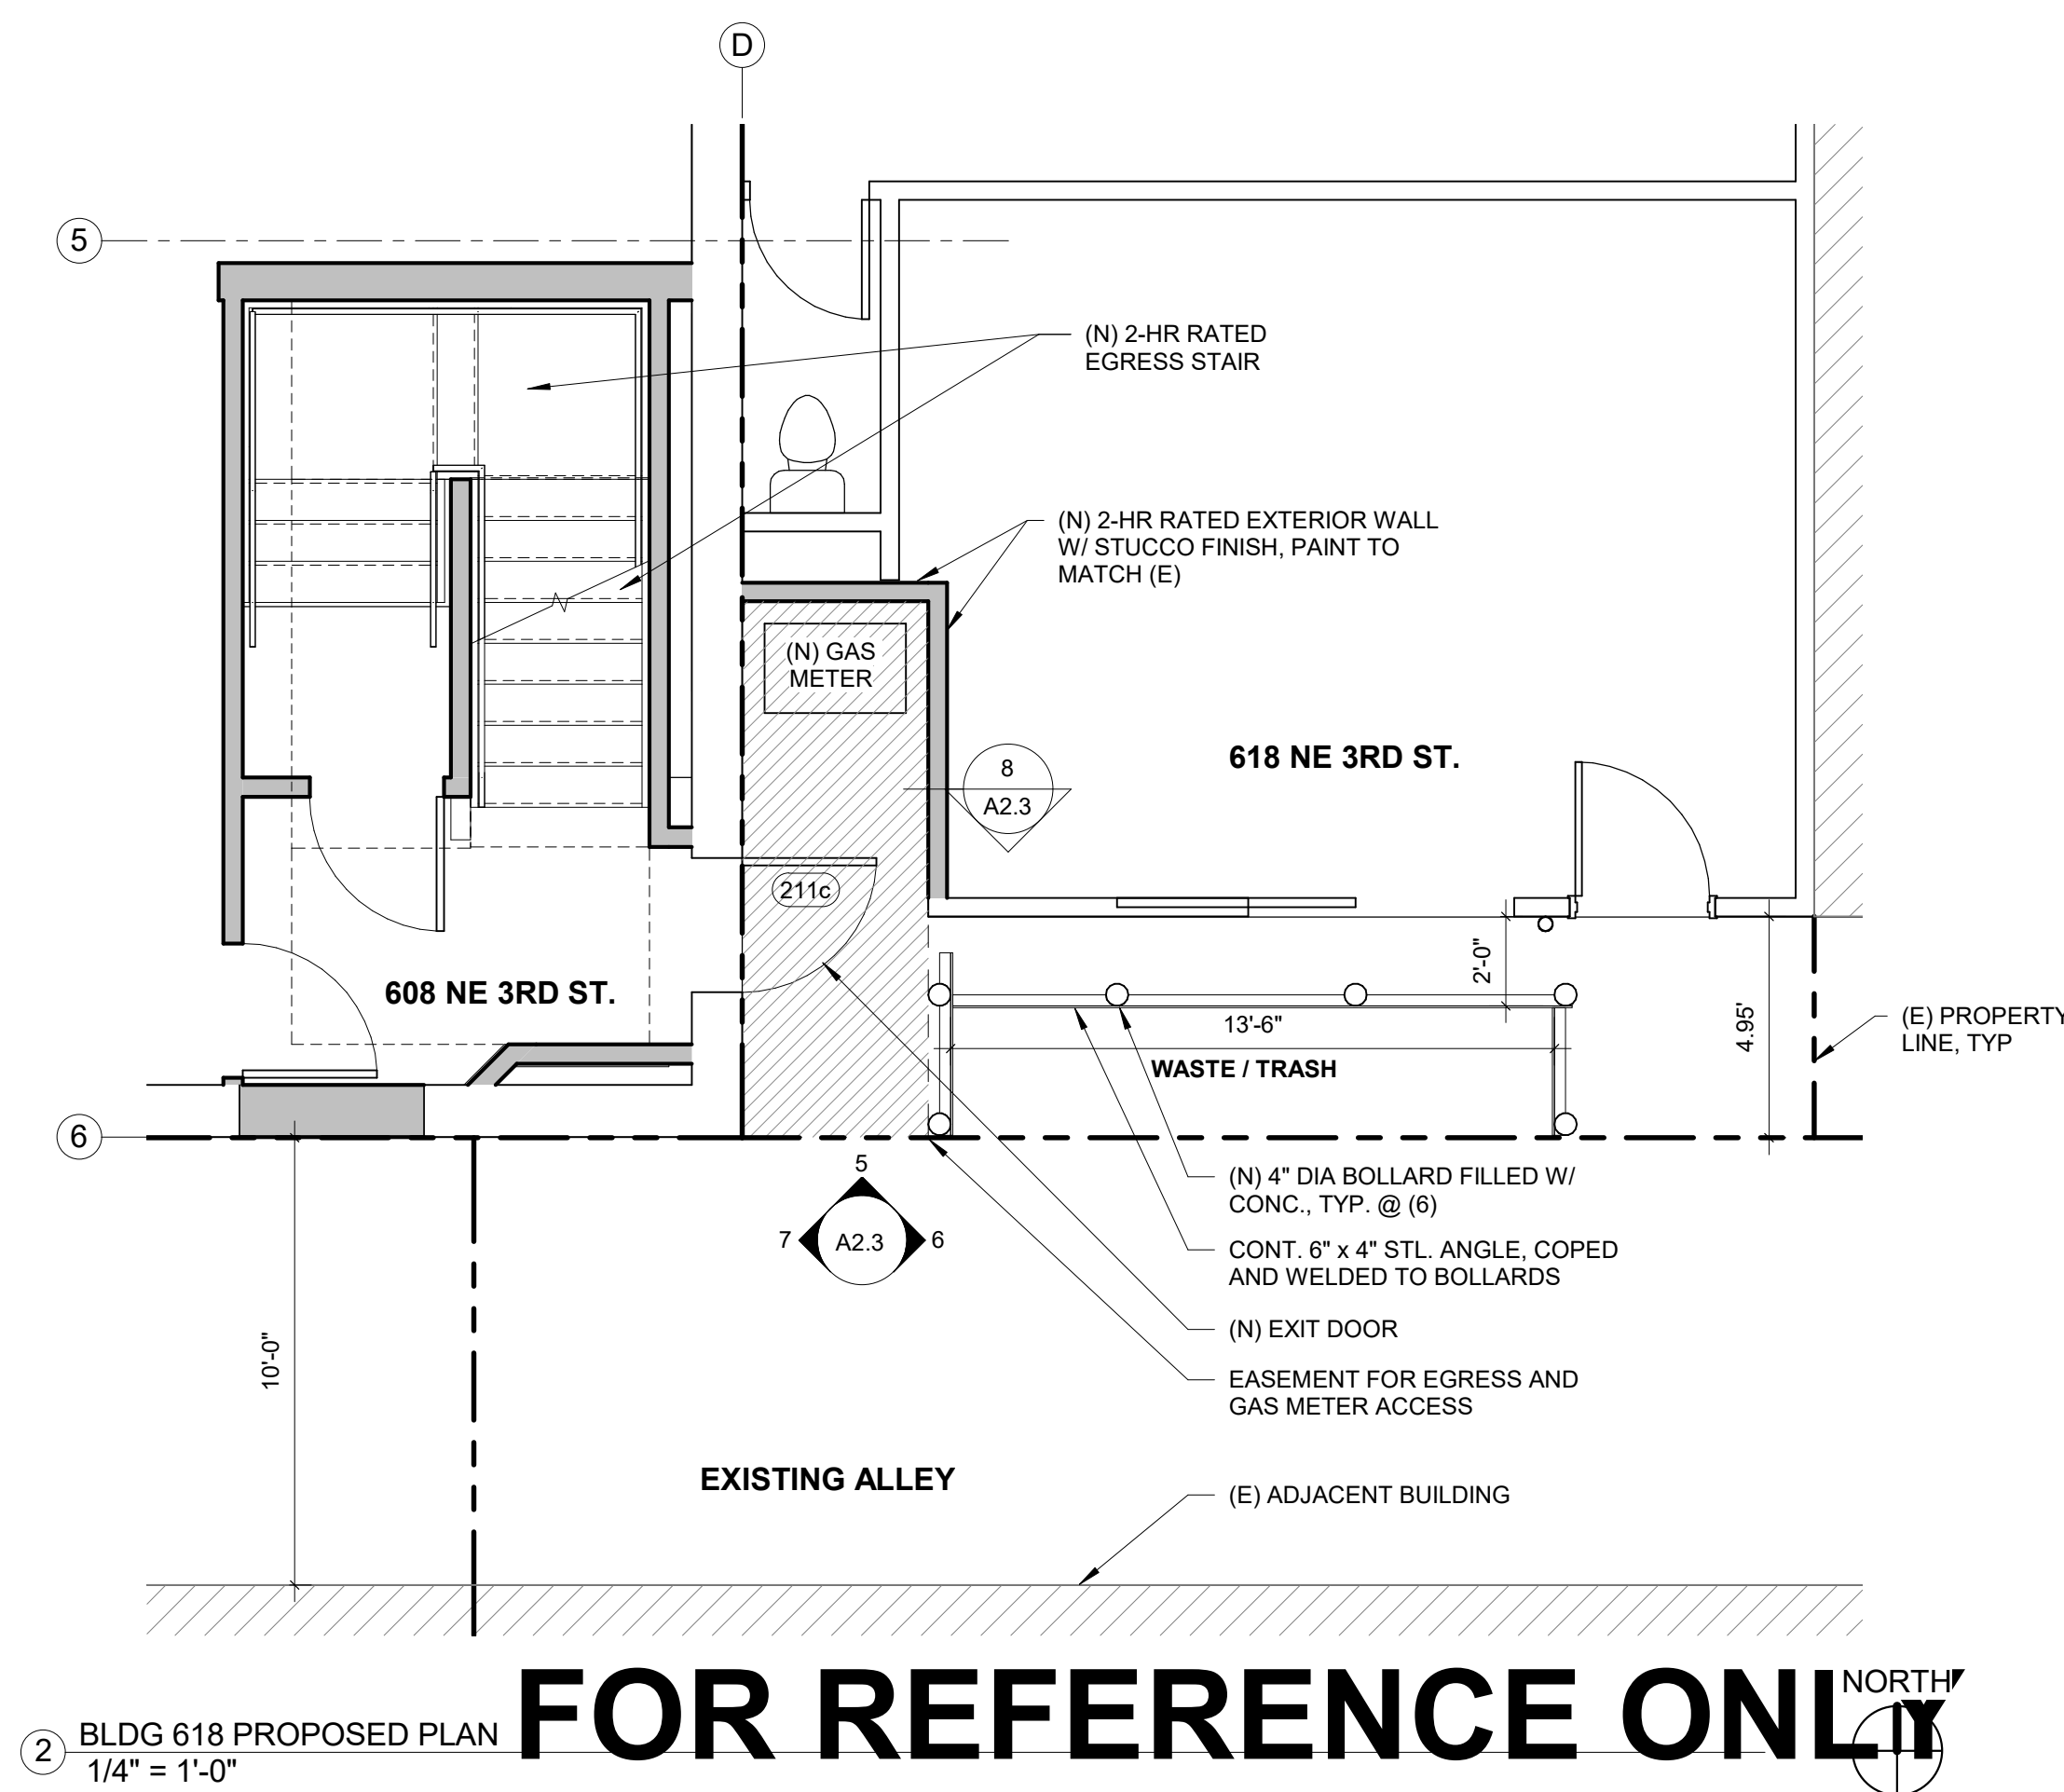 D
5
(N) 2-HR RATED
EGRESS STAIR
(N) 2-HR RATED EXTERIOR WALL
W/ STUCCO FINISH, PAINT TO
MATCH (E)
(N) GAS
METER
618 NE 3RD ST.
8
A2.3
211c
608 NE 3RD ST.
2'-0"
4.95'
13'-6"
(E) PROPERTY
LINE, TYP
WASTE / TRASH
6
5
7
A2.3
6
(N) 4" DIA BOLLARD FILLED W/
CONC., TYP. @ (6)
CONT. 6" x 4" STL. ANGLE, COPED
AND WELDED TO BOLLARDS
(N) EXIT DOOR
EASEMENT FOR EGRESS AND
GAS METER ACCESS
10'-0"
EXISTING ALLEY
(E) ADJACENT BUILDING
FOR REFERENCE ONLY
NORTH
2
BLDG 618 PROPOSED PLAN
1/4" = 1'-0"